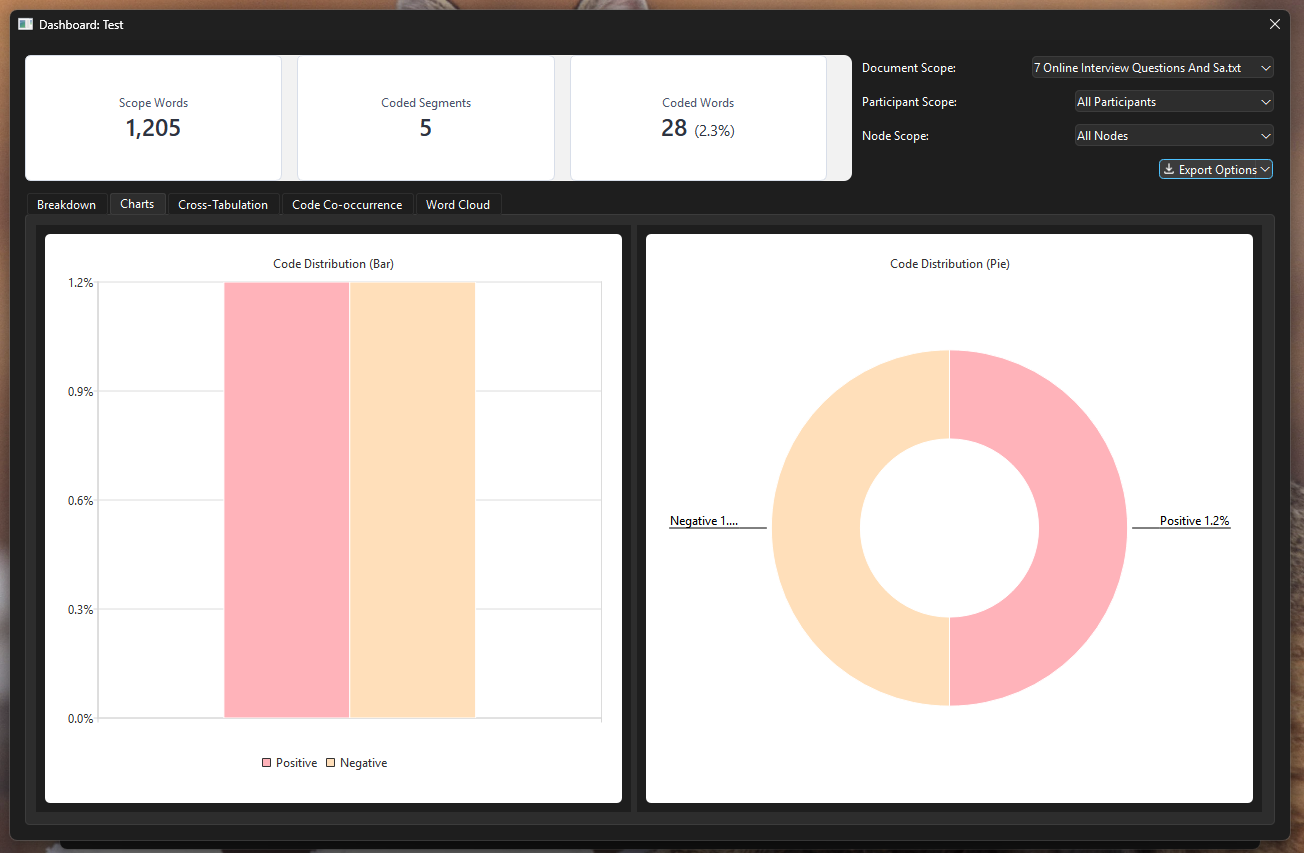 Dashboard: Test
Scope Words
1,205
Coded Segments
5
Coded Words
28 (2.3%)
Document Scope:
7 Online Interview Questions And Sa.txt
Participant Scope:
All Participants
Node Scope:
All Nodes
Export Options
Breakdown
Charts
Cross-Tabulation
Code Co-occurrence
Word Cloud
Code Distribution (Bar)
1.2%
0.9%
0.6%
0.3%
0.0%
Positive
Negative
Code Distribution (Pie)
Negative 1....
Positive 1.2%